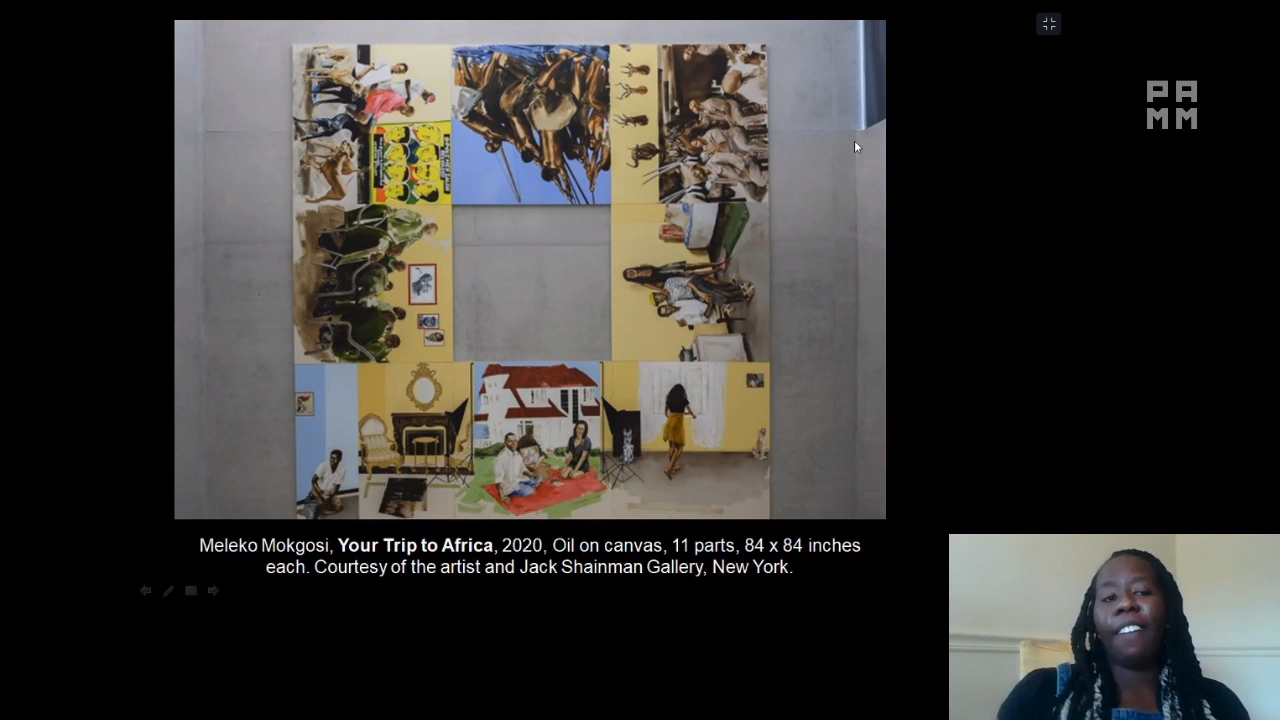 PA
MM
Meleko Mokgosi, Your Trip to Africa, 2020, Oil on canvas, 11 parts, 84 x 84 inches
each. Courtesy of the artist and Jack Shainman Gallery, New York.